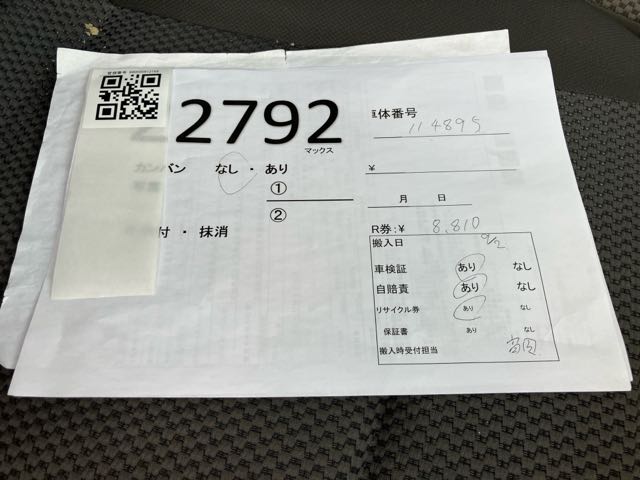 2792
マックス
車体番号
114899
カンバン なし・あり
①
②
¥
月 日
R券:¥ 8,810
付・抹消
搬入日 9/2
車検証 あり なし
自賠責 あり なし
リサイクル券 あり なし
保証書 あり なし
搬入時受付担当